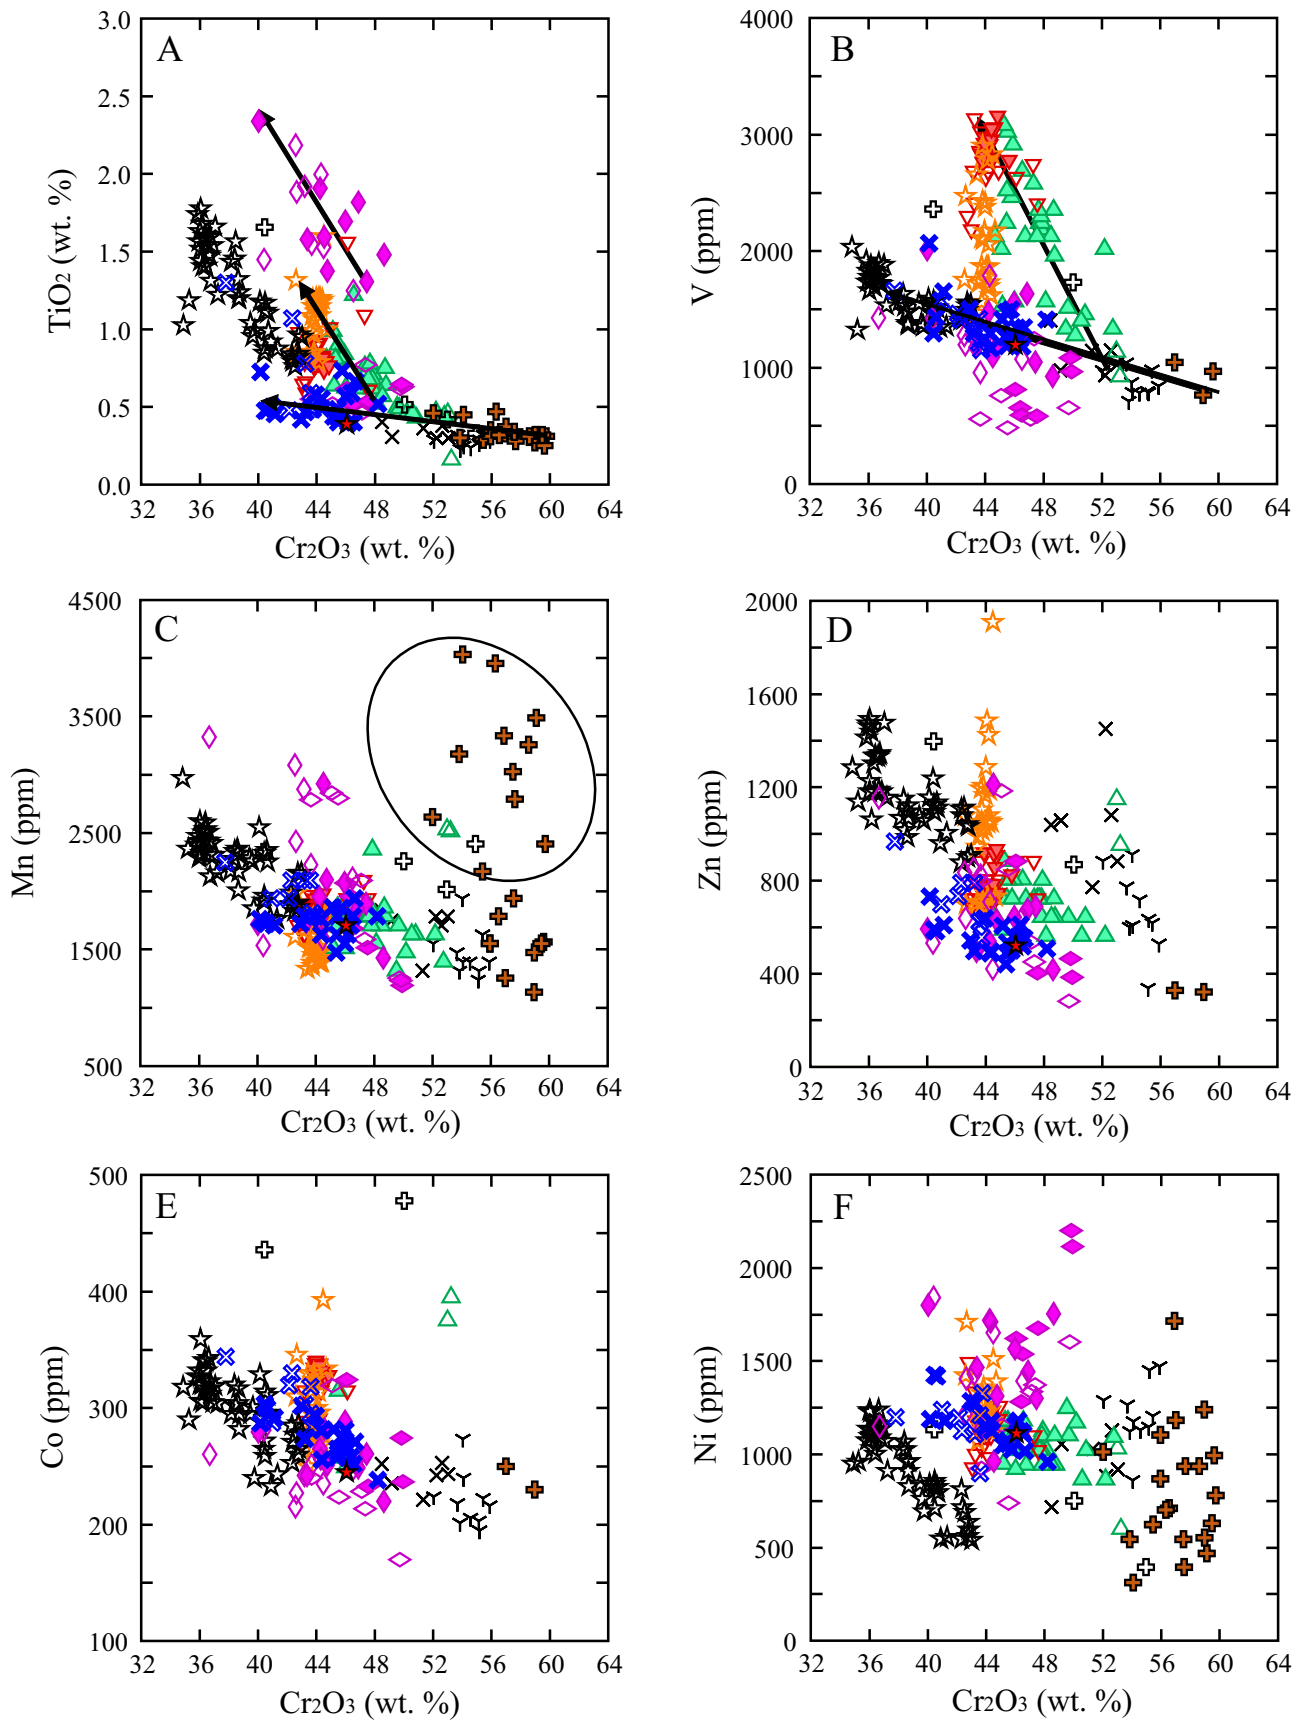 A
3.0
2.5
2.0
1.5
1.0
0.5
0.0
TiO2 (wt. %)
32 36 40 44 48 52 56 60 64
Cr2O3 (wt. %)
B
4000
3000
2000
1000
0
V (ppm)
32 36 40 44 48 52 56 60 64
Cr2O3 (wt. %)
C
4500
3500
2500
1500
500
Mn (ppm)
32 36 40 44 48 52 56 60 64
Cr2O3 (wt. %)
D
2000
1600
1200
800
400
0
Zn (ppm)
32 36 40 44 48 52 56 60 64
Cr2O3 (wt. %)
E
500
400
300
200
100
Co (ppm)
32 36 40 44 48 52 56 60 64
Cr2O3 (wt. %)
F
2500
2000
1500
1000
500
0
Ni (ppm)
32 36 40 44 48 52 56 60 64
Cr2O3 (wt. %)